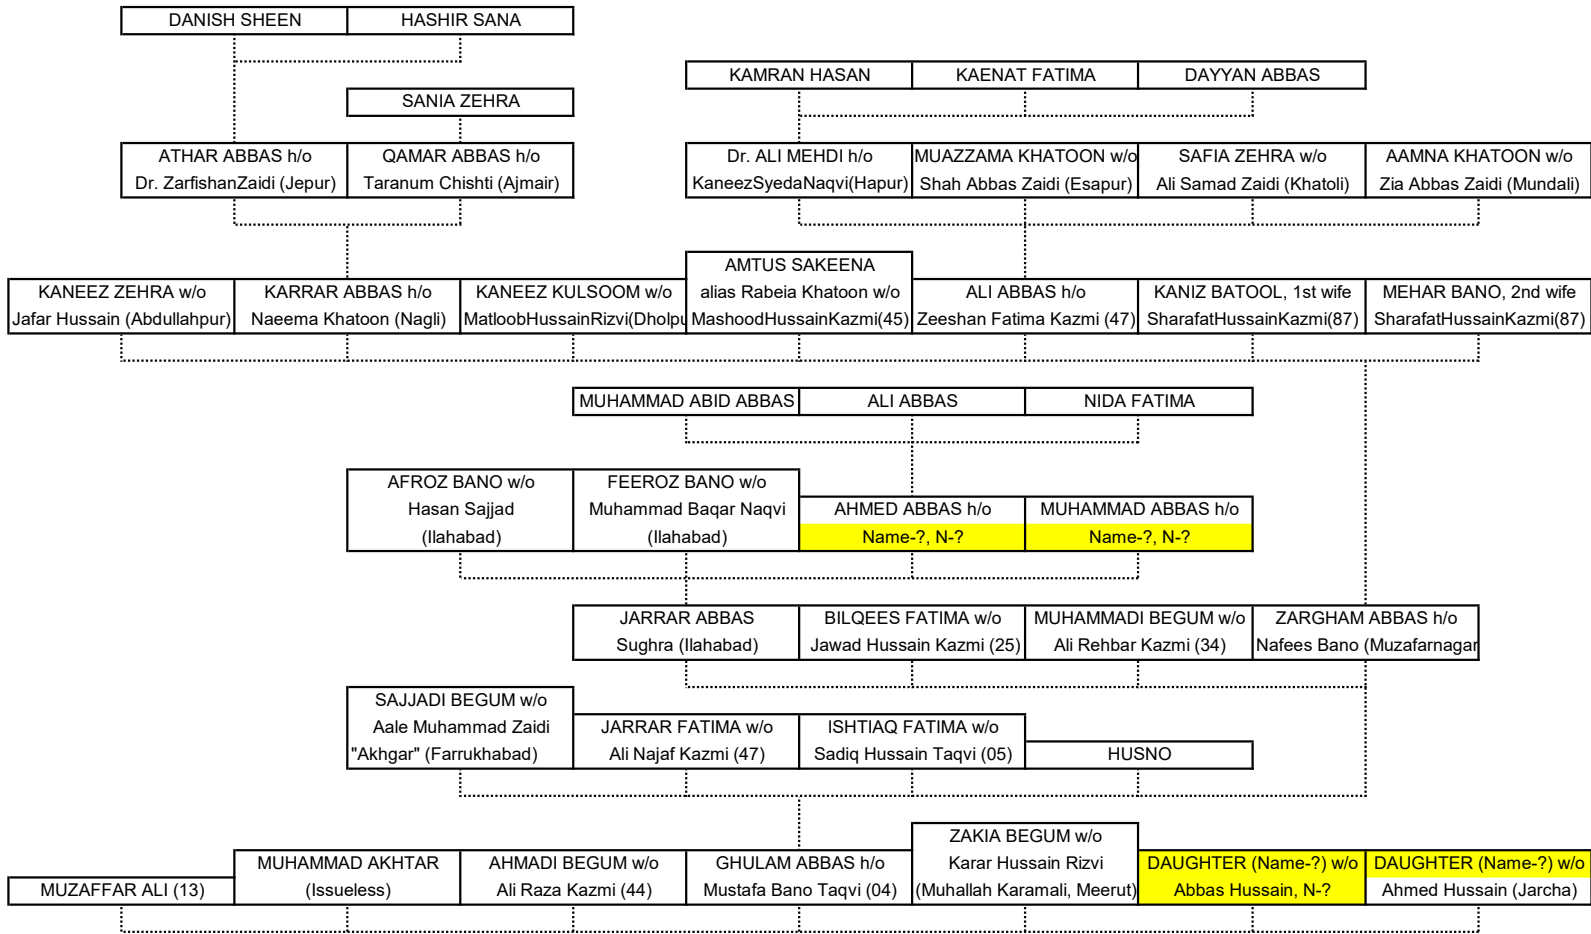 DANISH SHEEN
HASHIR SANA
KAMRAN HASAN
KAENAT FATIMA
DAYYAN ABBAS
SANIA ZEHRA
ATHAR ABBAS h/o
Dr. ZarfishanZaidi (Jepur)
QAMAR ABBAS h/o
Taranum Chishti (Ajmair)
Dr. ALI MEHDI h/o
KaneezSyedaNaqvi(Hapur)
MUAZZAMA KHATOON w/o
Shah Abbas Zaidi (Esapur)
SAFIA ZEHRA w/o
Ali Samad Zaidi (Khatoli)
AAMNA KHATOON w/o
Zia Abbas Zaidi (Mundali)
KANEEZ ZEHRA w/o
Jafar Hussain (Abdullahpur)
KARRAR ABBAS h/o
Naeema Khatoon (Nagli)
KANEEZ KULSOOM w/o
MatloobHussainRizvi(Dholpu
AMTUS SAKEENA
alias Rabeia Khatoon w/o
MashoodHussainKazmi(45)
ALI ABBAS h/o
Zeeshan Fatima Kazmi (47)
KANIZ BATOOL, 1st wife
SharafatHussainKazmi(87)
MEHAR BANO, 2nd wife
SharafatHussainKazmi(87)
MUHAMMAD ABID ABBAS
ALI ABBAS
NIDA FATIMA
AFROZ BANO w/o
Hasan Sajjad
(Ilahabad)
FEEROZ BANO w/o
Muhammad Baqar Naqvi
(Ilahabad)
AHMED ABBAS h/o
Name-?, N-?
MUHAMMAD ABBAS h/o
Name-?, N-?
JARRAR ABBAS
Sughra (Ilahabad)
BILQEES FATIMA w/o
Jawad Hussain Kazmi (25)
MUHAMMADI BEGUM w/o
Ali Rehbar Kazmi (34)
ZARGHAM ABBAS h/o
Nafees Bano (Muzafarnagar
SAJJADI BEGUM w/o
Aale Muhammad Zaidi
"Akhgar" (Farrukhabad)
JARRAR FATIMA w/o
Ali Najaf Kazmi (47)
ISHTIAQ FATIMA w/o
Sadiq Hussain Taqvi (05)
HUSNO
MUZAFFAR ALI (13)
MUHAMMAD AKHTAR
(Issueless)
AHMADI BEGUM w/o
Ali Raza Kazmi (44)
GHULAM ABBAS h/o
Mustafa Bano Taqvi (04)
ZAKIA BEGUM w/o
Karar Hussain Rizvi
(Muhallah Karamali, Meerut)
DAUGHTER (Name-?) w/o
Abbas Hussain, N-?
DAUGHTER (Name-?) w/o
Ahmed Hussain (Jarcha)